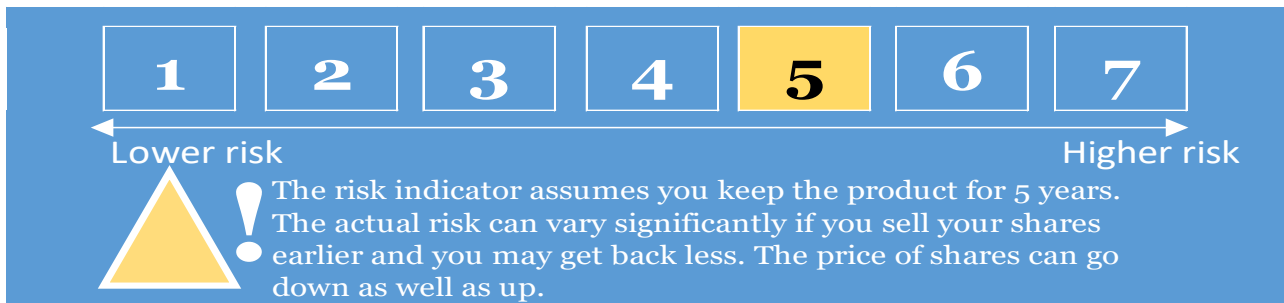 1 2 3 4 5 6 7
Lower risk Higher risk
! The risk indicator assumes you keep the product for 5 years.
The actual risk can vary significantly if you sell your shares
earlier and you may get back less. The price of shares can go
down as well as up.